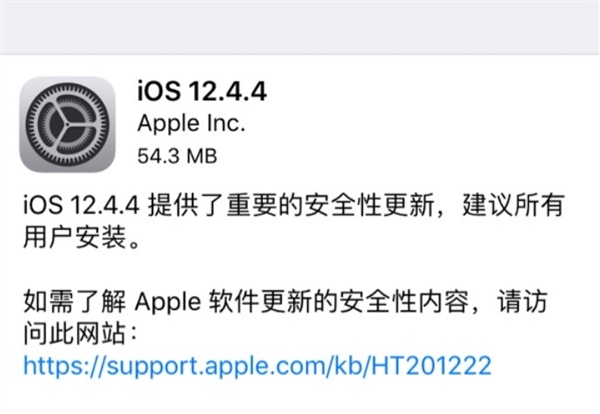 iOS 12.4.4
Apple Inc.
54.3 MB
iOS 12.4.4 提供了重要的安全性更新，建议所有
用户安装。
如需了解 Apple 软件更新的安全性内容，请访
问此网站：
https://support.apple.com/kb/HT201222